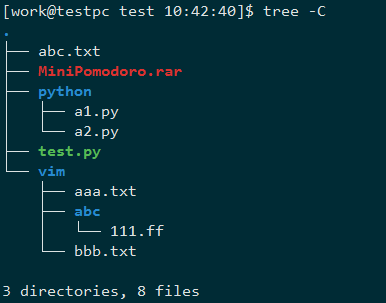 [work@testpc test 10:42:40]$ tree -C
.
├── abc.txt
├── MiniPomodoro.rar
├── python
│   ├── a1.py
│   └── a2.py
├── test.py
└── vim
    ├── aaa.txt
    ├── abc
    │   └── 111.ff
    └── bbb.txt

3 directories, 8 files